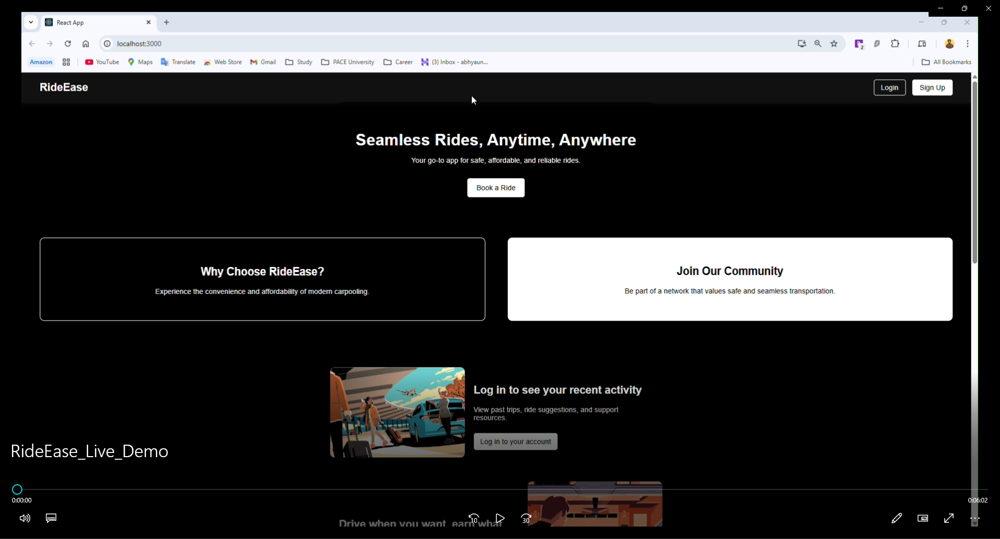 React App
localhost:3000
Amazon
YouTube
Maps
Translate
Web Store
Gmail
Study
PACE University
Career
(3) Inbox - abhyaun...
All Bookmarks
RideEase
Login
Sign Up
Seamless Rides, Anytime, Anywhere
Your go-to app for safe, affordable, and reliable rides.
Book a Ride
Why Choose RideEase?
Experience the convenience and affordability of modern carpooling.
Join Our Community
Be part of a network that values safe and seamless transportation.
Log in to see your recent activity
View past trips, ride suggestions, and support
resources.
Log in to your account
RideEase_Live_Demo
0:00:00
0:06:02
Drive when you want, earn what
10
30
2